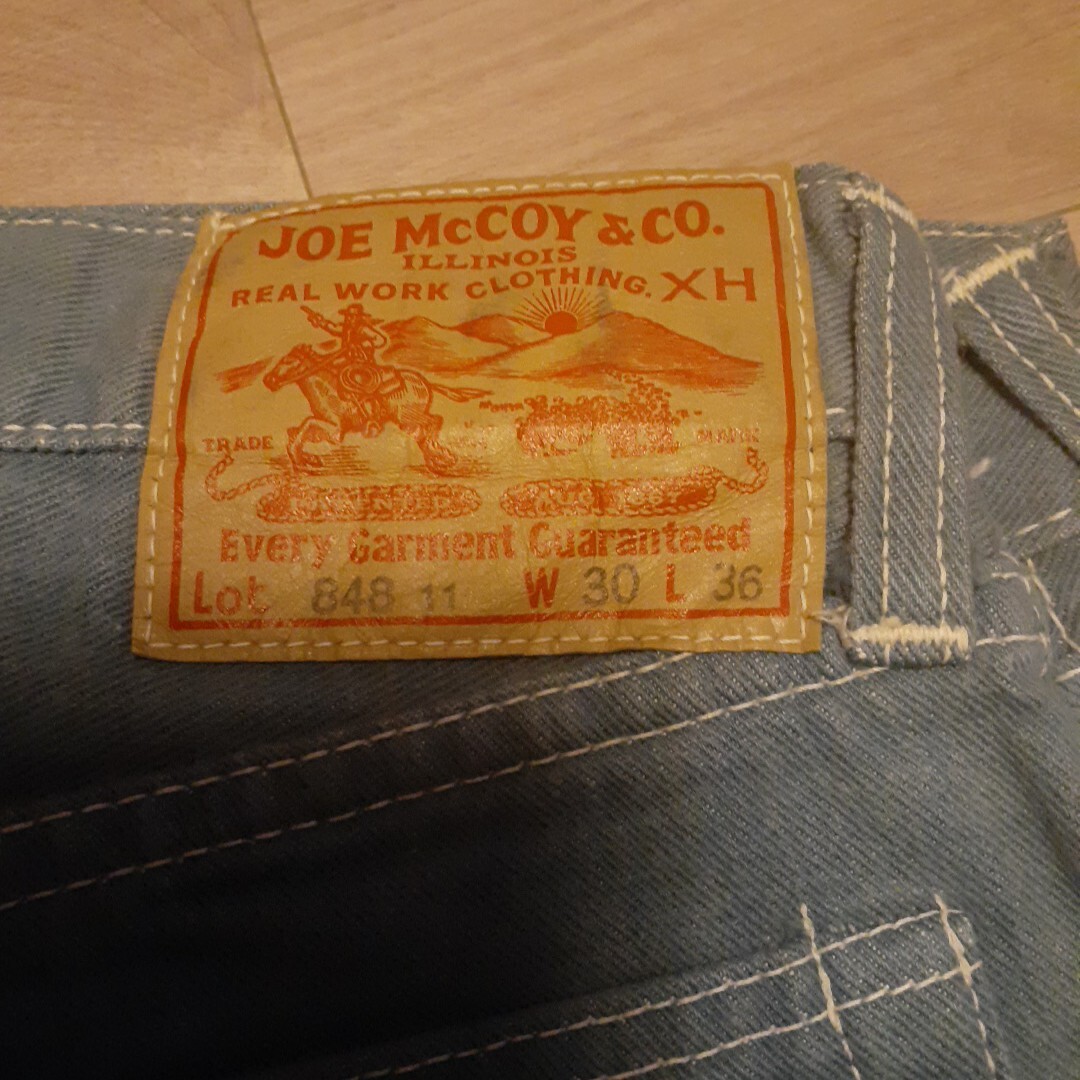 JOE McCOY & CO.
ILLINOIS
REAL WORK CLOTHING. XH
TRADE MARK
Every Garment Guaranteed
Lot 848 11 W 30 L 36